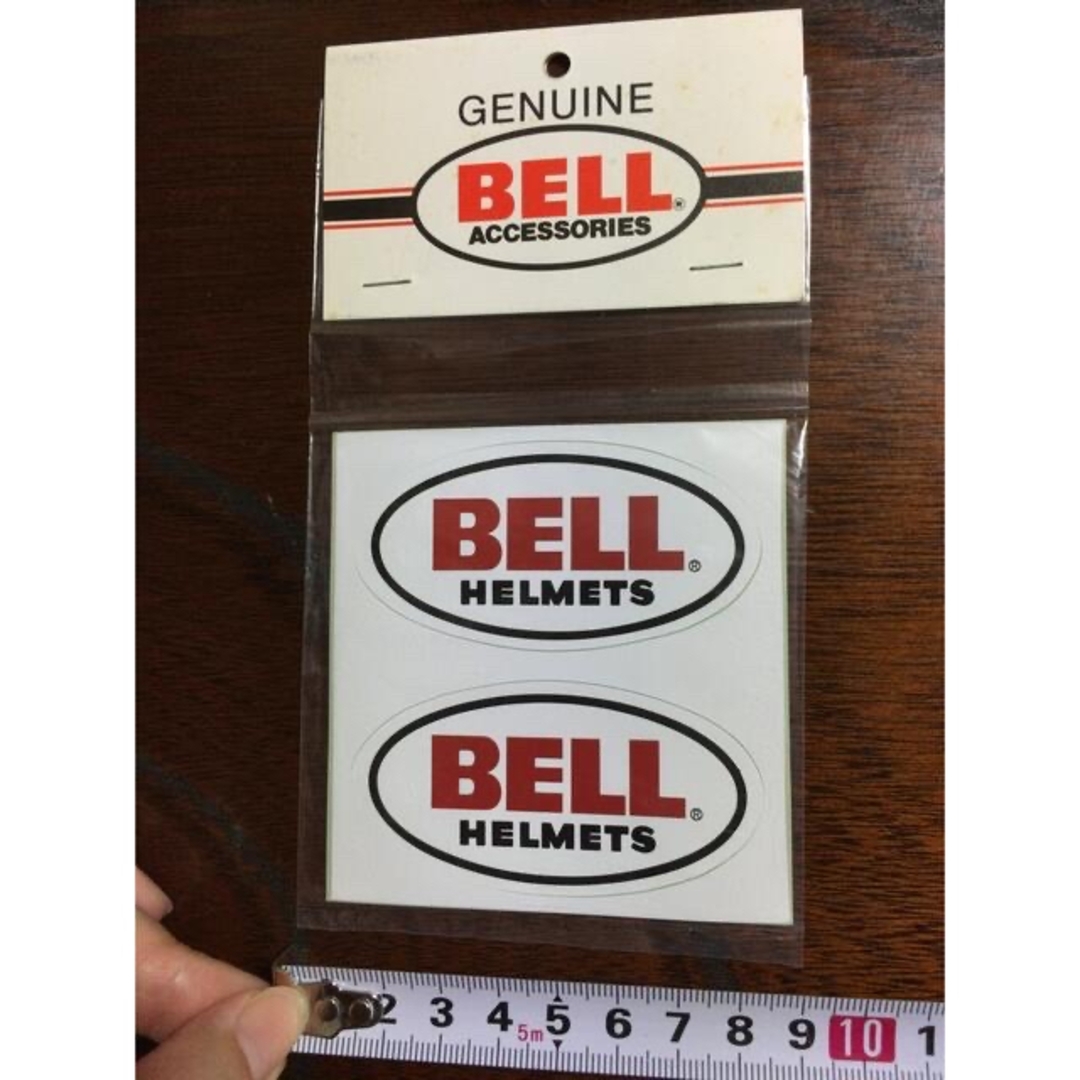 GENUINE
BELL®
ACCESSORIES
BELL®
HELMETS
BELL®
HELMETS
2 3 4 5m 5 6 7 8 9 10 1